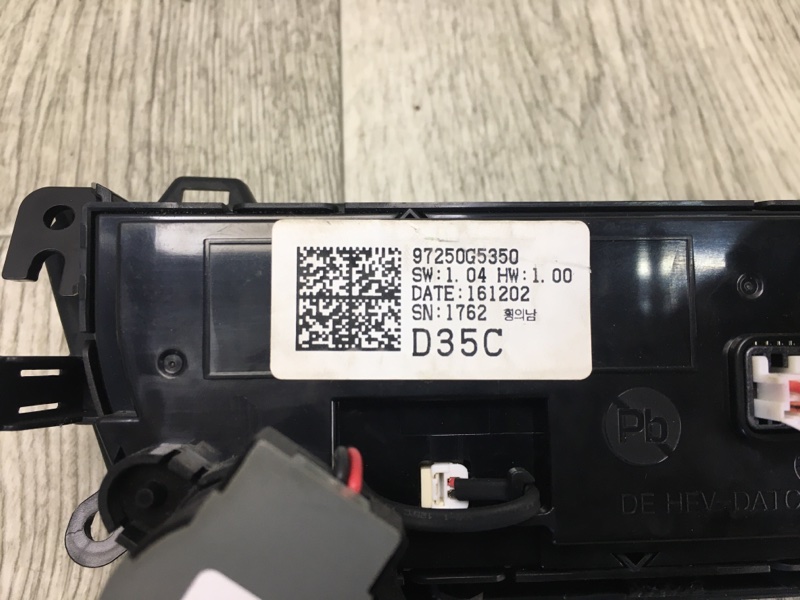 97250G5350
SW:1.04 HW:1.00
DATE:161202
SN:1762 황의남
D35C
Pb
DE HEV-DATC